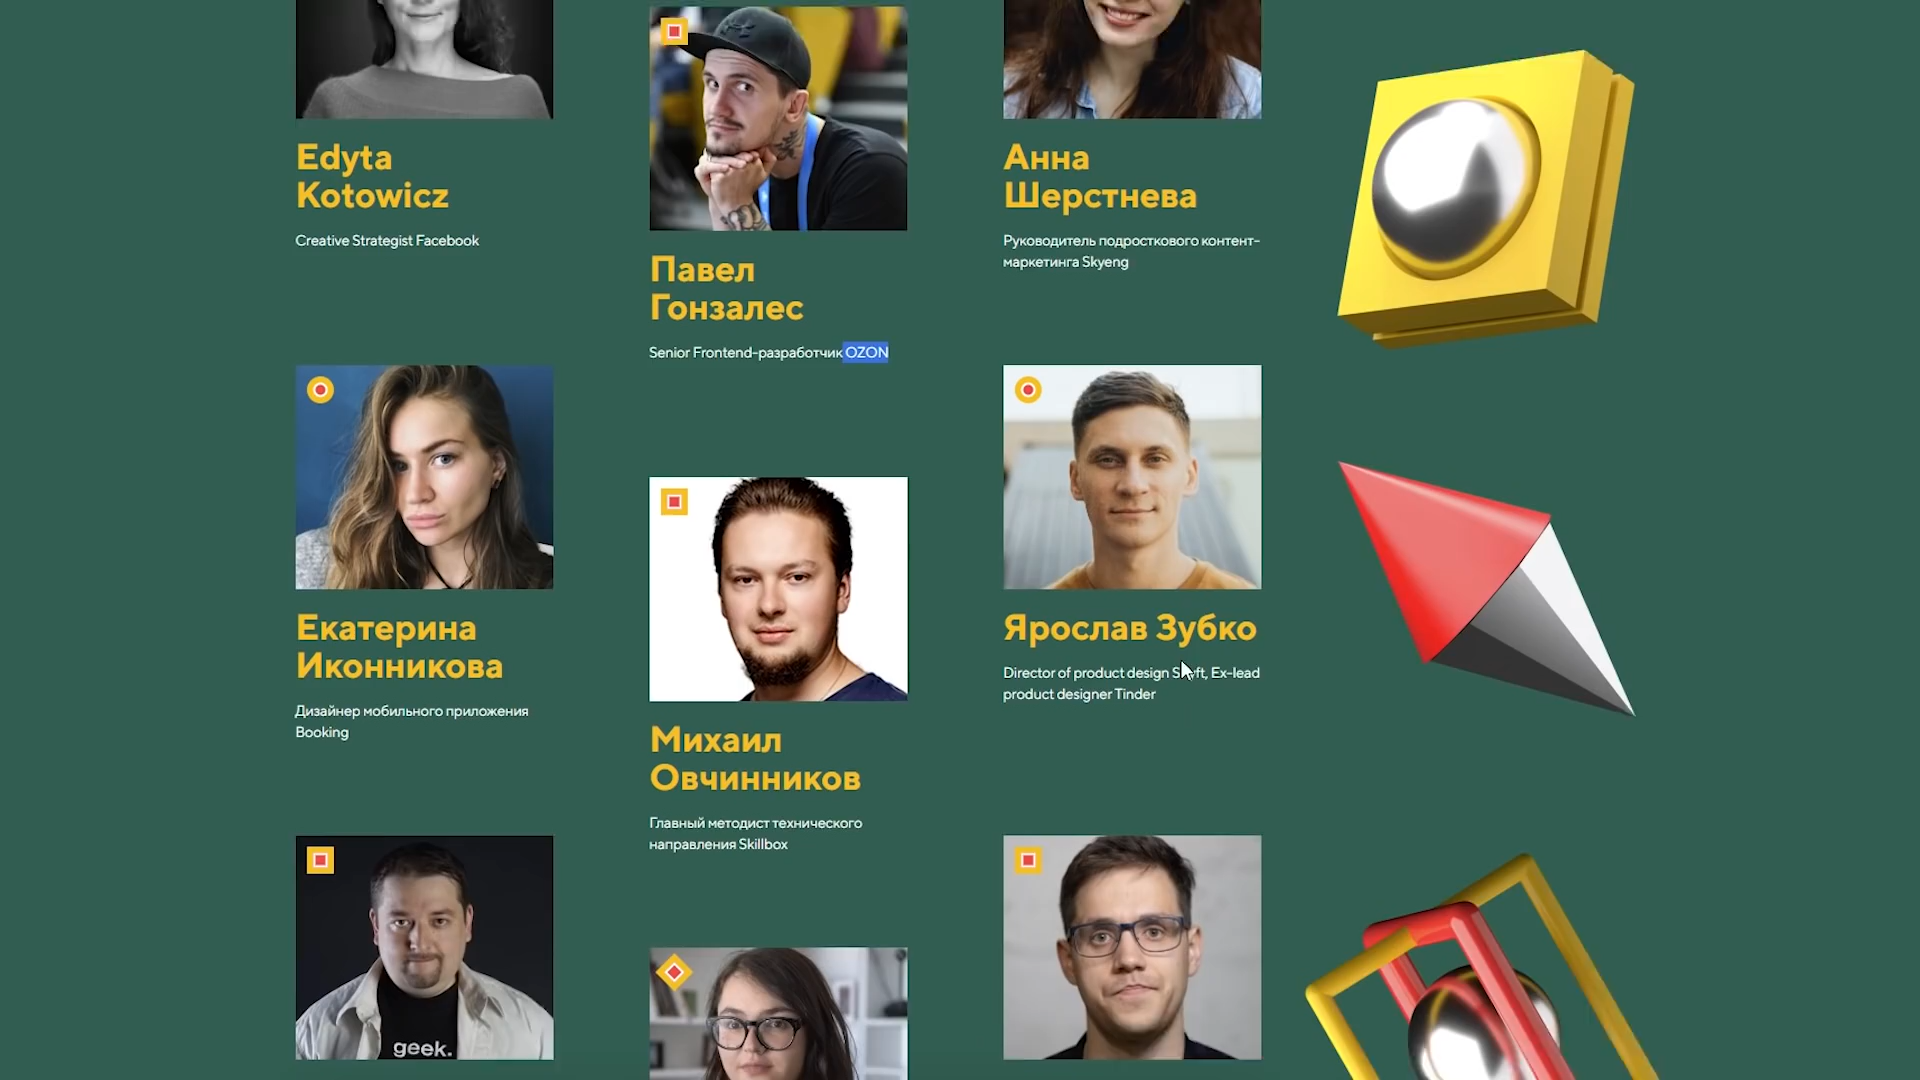 Edyta
Kotowicz
Creative Strategist Facebook
Павел
Гонзалес
Senior Frontend-разработчик OZON
Анна
Шерстнева
Руководитель подросткового контент-
маркетинга Skyeng
Екатерина
Иконникова
Дизайнер мобильного приложения
Booking
Михаил
Овчинников
Главный методист технического
направления Skillbox
Ярослав Зубко
Director of product design ft, Ex-lead
product designer Tinder
geek.